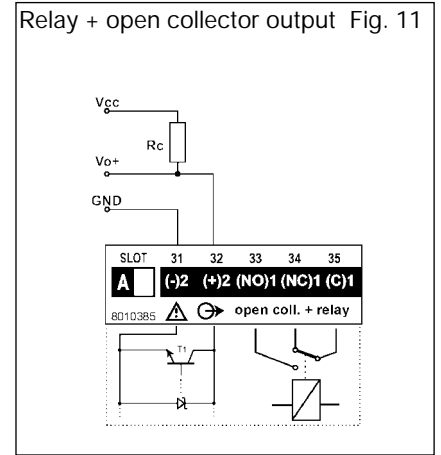 Relay + open collector output Fig. 11
Vcc
Rc
Vo+
GND
SLOT 31 32 33 34 35
A (-)2 (+)2 (NO)1 (NC)1 (C)1
8010385 open coll. + relay
T1